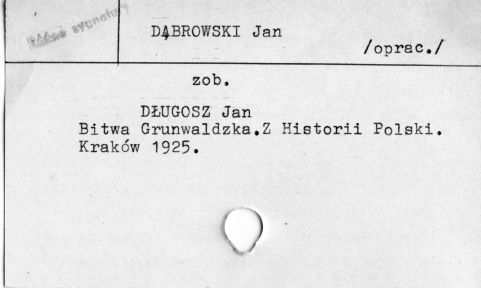 DĄBROWSKI Jan
/oprac./
zob.
DŁUGOSZ Jan
Bitwa Grunwaldzka.Z Historii Polski.
Kraków 1925.